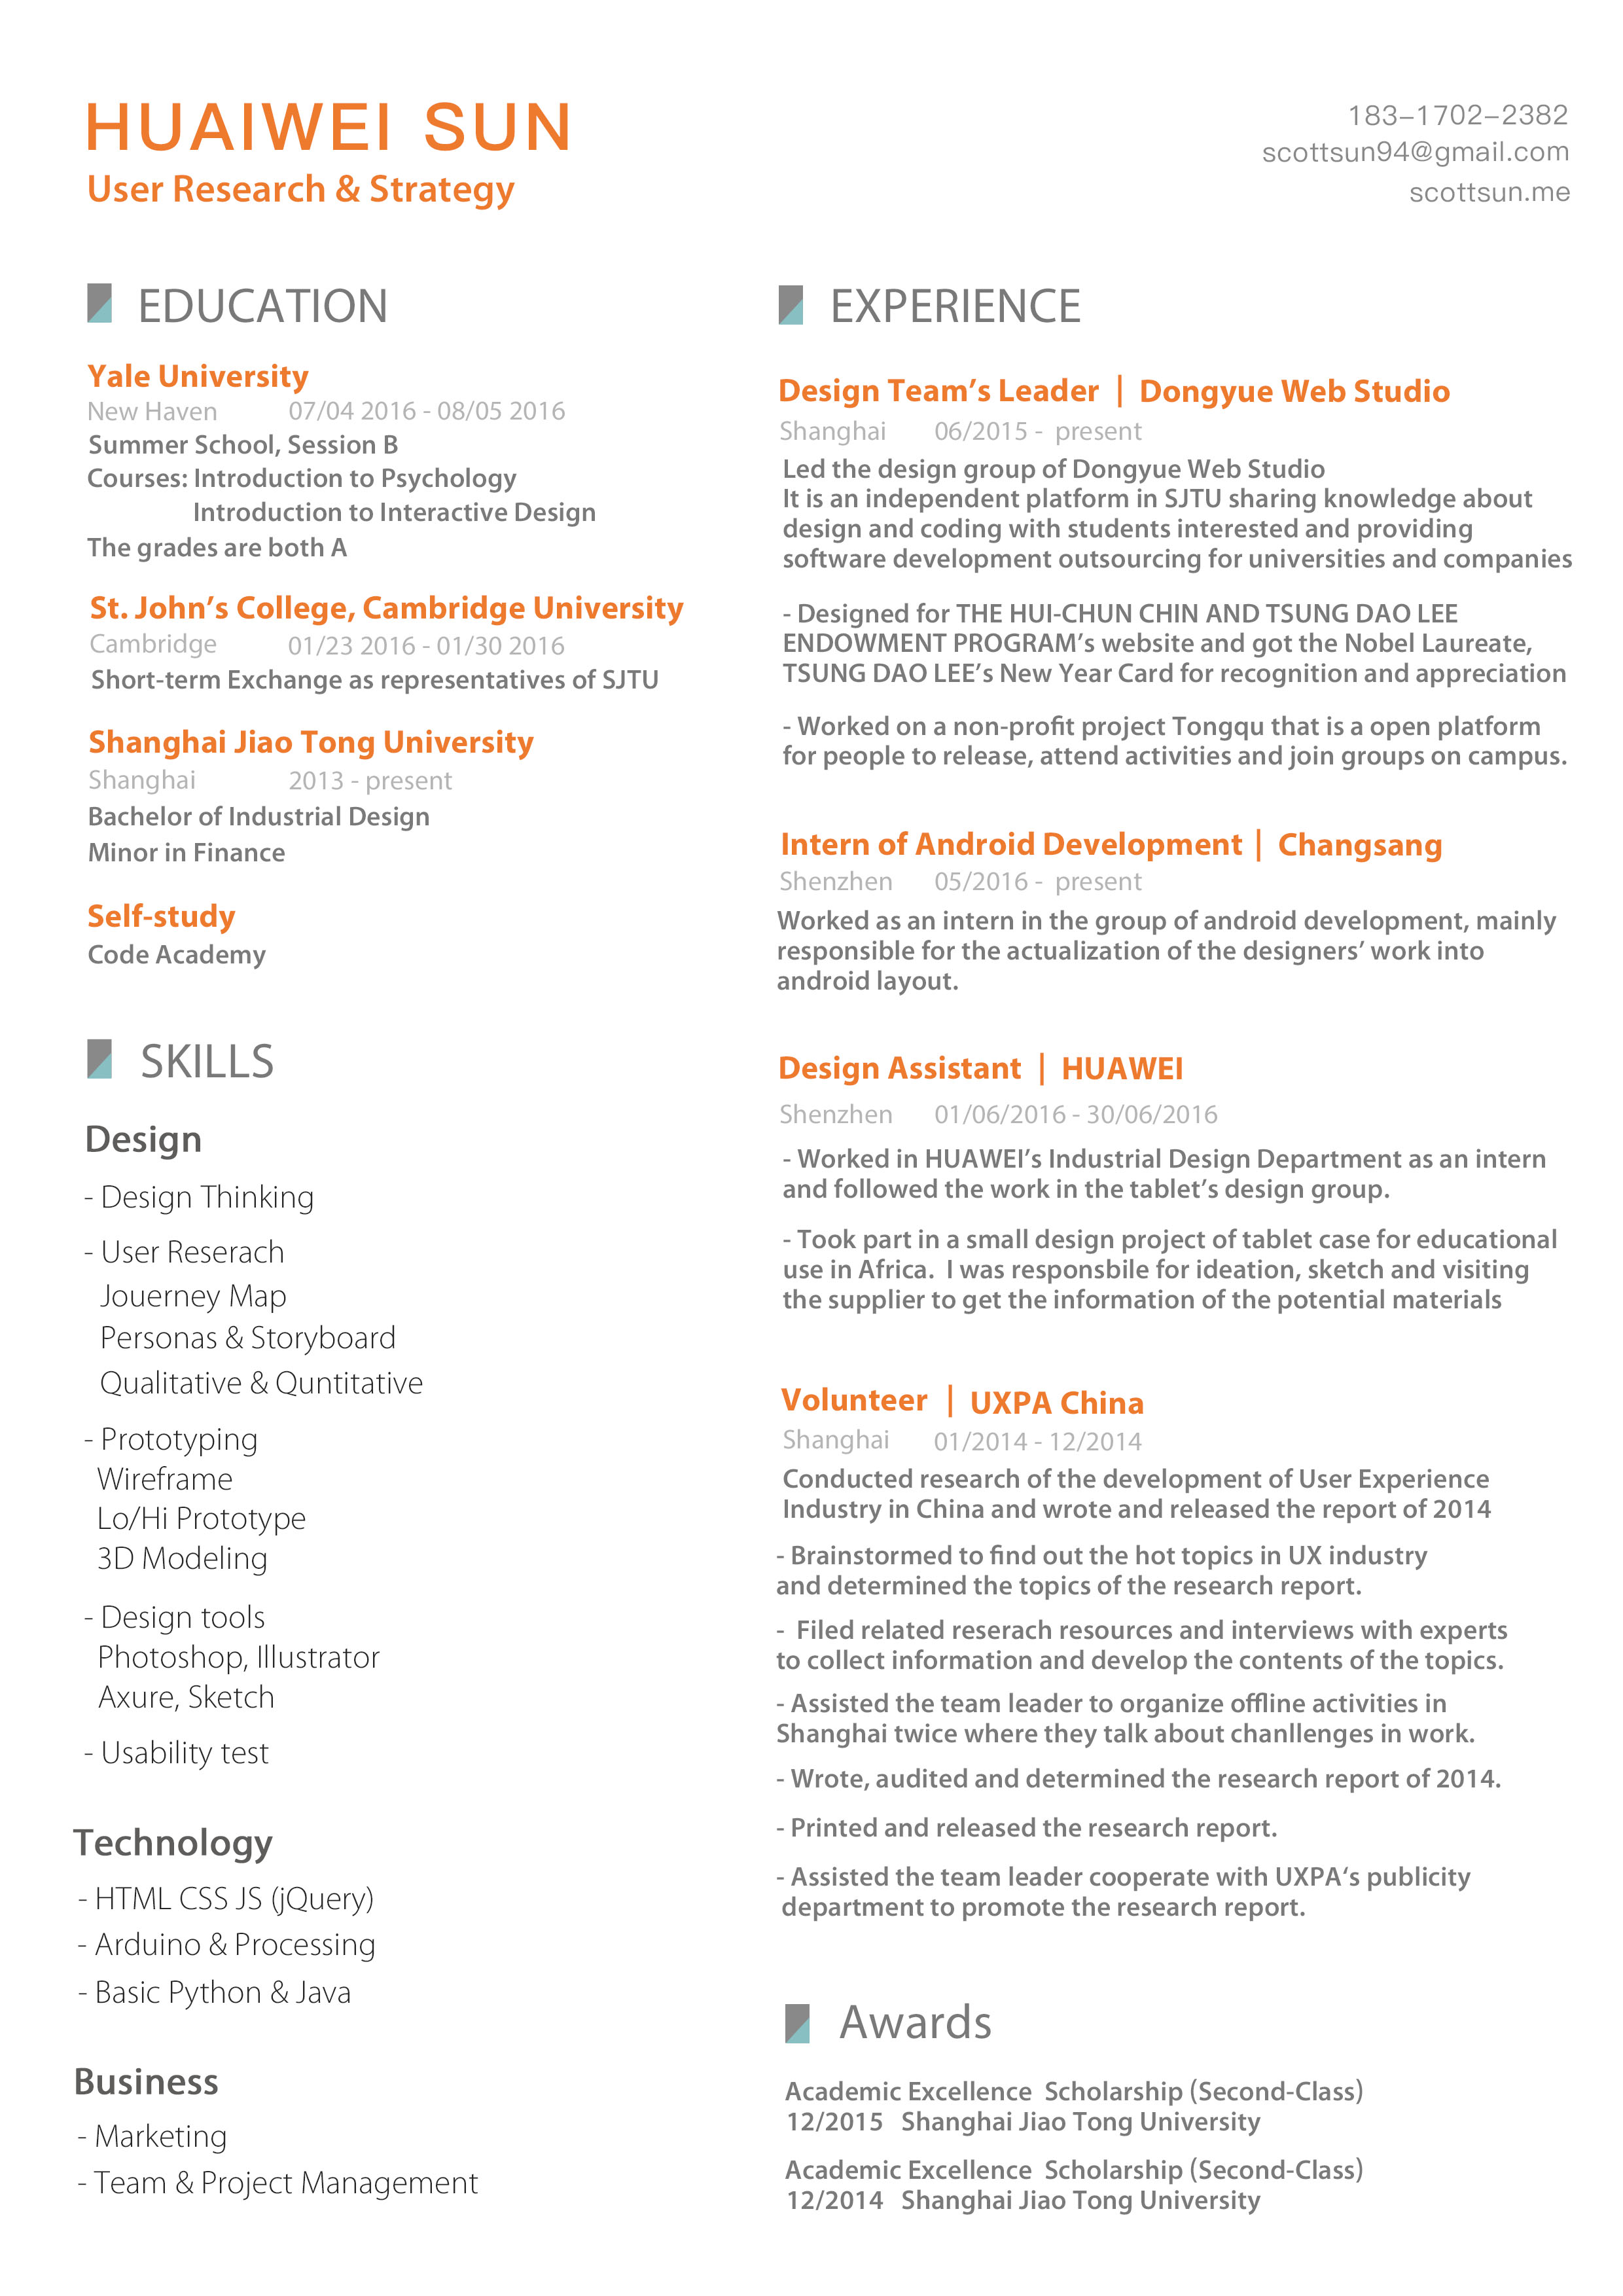 HUAIWEI SUN
User Research & Strategy
183-1702-2382
scottsun94@gmail.com
scottsun.me
EDUCATION
Yale University
New Haven 07/04 2016 - 08/05 2016
Summer School, Session B
Courses: Introduction to Psychology
Introduction to Interactive Design
The grades are both A
St. John’s College, Cambridge University
Cambridge 01/23 2016 - 01/30 2016
Short-term Exchange as representatives of SJTU
Shanghai Jiao Tong University
Shanghai 2013 - present
Bachelor of Industrial Design
Minor in Finance
Self-study
Code Academy
SKILLS
Design
- Design Thinking
- User Reserach
Jouerney Map
Personas & Storyboard
Qualitative & Quntitative
- Prototyping
Wireframe
Lo/Hi Prototype
3D Modeling
- Design tools
Photoshop, Illustrator
Axure, Sketch
- Usability test
Technology
- HTML CSS JS (jQuery)
- Arduino & Processing
- Basic Python & Java
Business
- Marketing
- Team & Project Management
EXPERIENCE
Design Team’s Leader | Dongyue Web Studio
Shanghai 06/2015 - present
Led the design group of Dongyue Web Studio
It is an independent platform in SJTU sharing knowledge about
design and coding with students interested and providing
software development outsourcing for universities and companies
- Designed for THE HUI-CHUN CHIN AND TSUNG DAO LEE
ENDOWMENT PROGRAM’s website and got the Nobel Laureate,
TSUNG DAO LEE’s New Year Card for recognition and appreciation
- Worked on a non-profit project Tongqu that is a open platform
for people to release, attend activities and join groups on campus.
Intern of Android Development | Changsang
Shenzhen 05/2016 - present
Worked as an intern in the group of android development, mainly
responsible for the actualization of the designers’ work into
android layout.
Design Assistant | HUAWEI
Shenzhen 01/06/2016 - 30/06/2016
- Worked in HUAWEI’s Industrial Design Department as an intern
and followed the work in the tablet’s design group.
- Took part in a small design project of tablet case for educational
use in Africa. I was responsbile for ideation, sketch and visiting
the supplier to get the information of the potential materials
Volunteer | UXPA China
Shanghai 01/2014 - 12/2014
Conducted research of the development of User Experience
Industry in China and wrote and released the report of 2014
- Brainstormed to find out the hot topics in UX industry
and determined the topics of the research report.
- Filed related reserach resources and interviews with experts
to collect information and develop the contents of the topics.
- Assisted the team leader to organize offline activities in
Shanghai twice where they talk about chanllenges in work.
- Wrote, audited and determined the research report of 2014.
- Printed and released the research report.
- Assisted the team leader cooperate with UXPA‘s publicity
department to promote the research report.
Awards
Academic Excellence Scholarship (Second-Class)
12/2015 Shanghai Jiao Tong University
Academic Excellence Scholarship (Second-Class)
12/2014 Shanghai Jiao Tong University